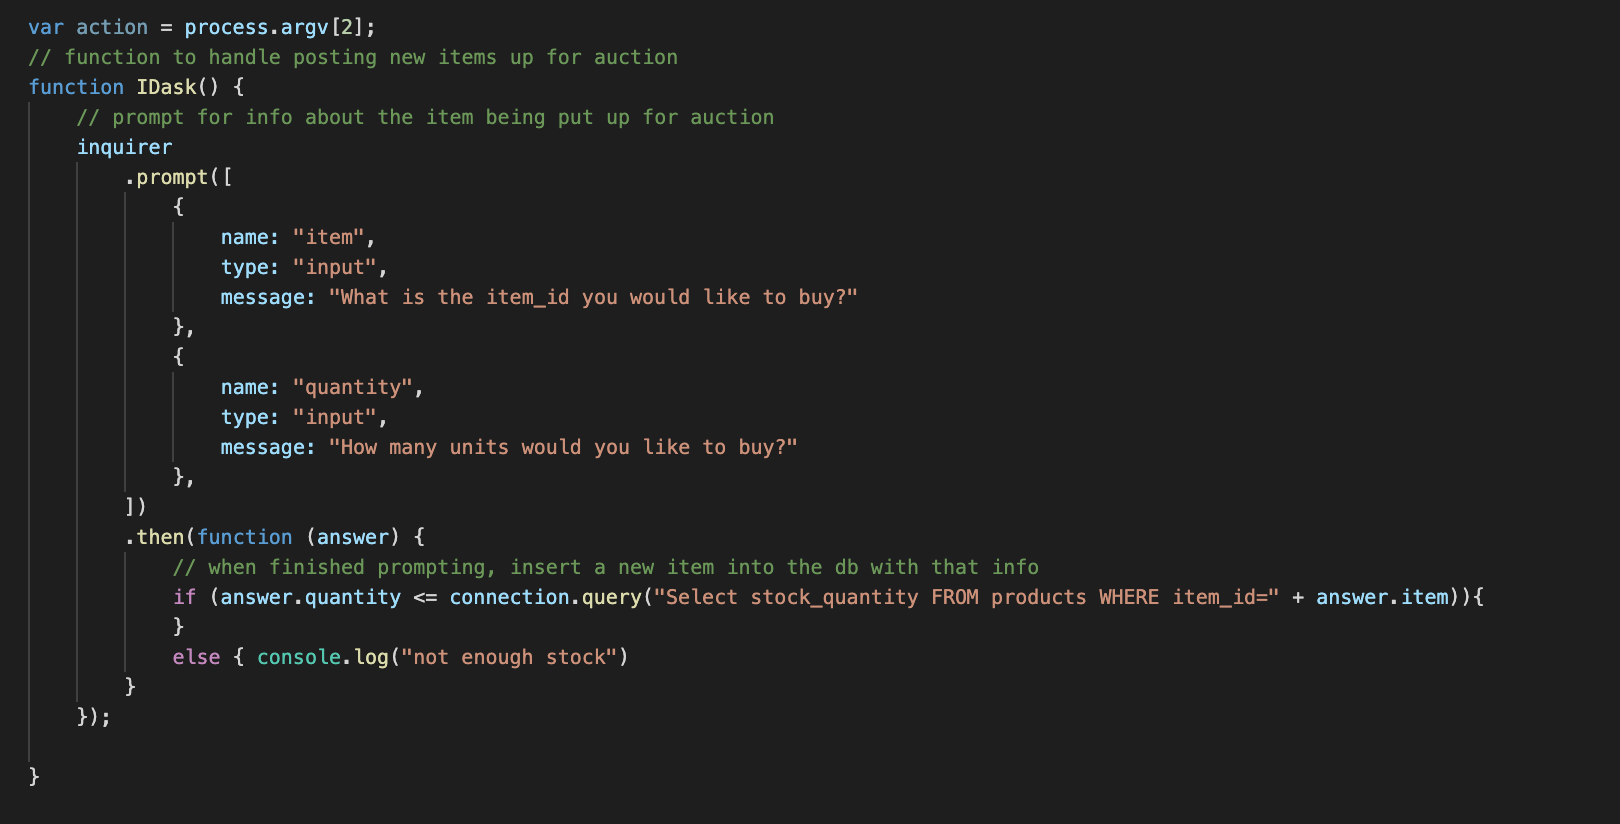 var action = process.argv[2];
// function to handle posting new items up for auction
function IDask() {
    // prompt for info about the item being put up for auction
    inquirer
        .prompt([
            {
                name: "item",
                type: "input",
                message: "What is the item_id you would like to buy?"
            },
            {
                name: "quantity",
                type: "input",
                message: "How many units would you like to buy?"
            },
        ])
        .then(function (answer) {
            // when finished prompting, insert a new item into the db with that info
            if (answer.quantity <= connection.query("Select stock_quantity FROM products WHERE item_id=" + answer.item)){
            }
            else { console.log("not enough stock")
        }
    });
}